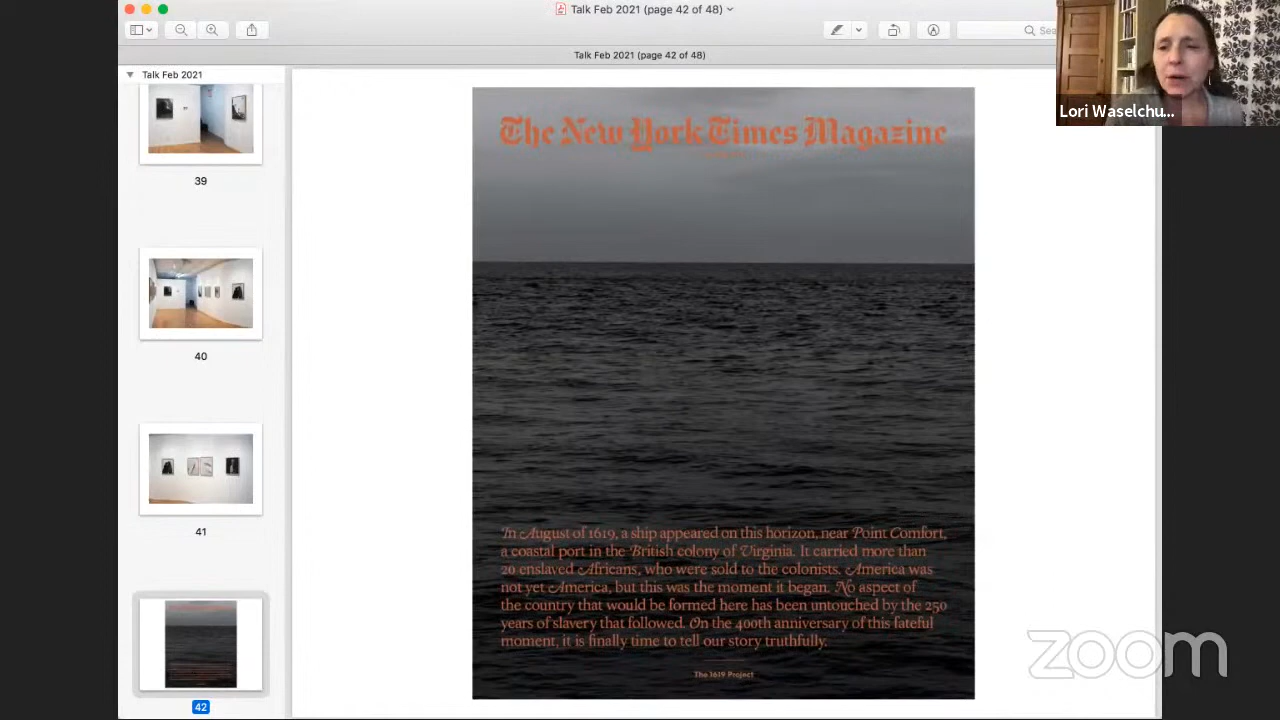 Talk Feb 2021 (page 42 of 48)
Talk Feb 2021 (page 42 of 48)
Talk Feb 2021
39
40
41
42
The New York Times Magazine
In August of 1619, a ship appeared on this horizon, near Point Comfort,
a coastal port in the British colony of Virginia. It carried more than
20 enslaved Africans, who were sold to the colonists. America was
not yet America, but this was the moment it began. No aspect of
the country that would be formed here has been untouched by the 250
years of slavery that followed. On the 400th anniversary of this fateful
moment, it is finally time to tell our story truthfully.
The 1619 Project
Lori Waselchu...
zoom